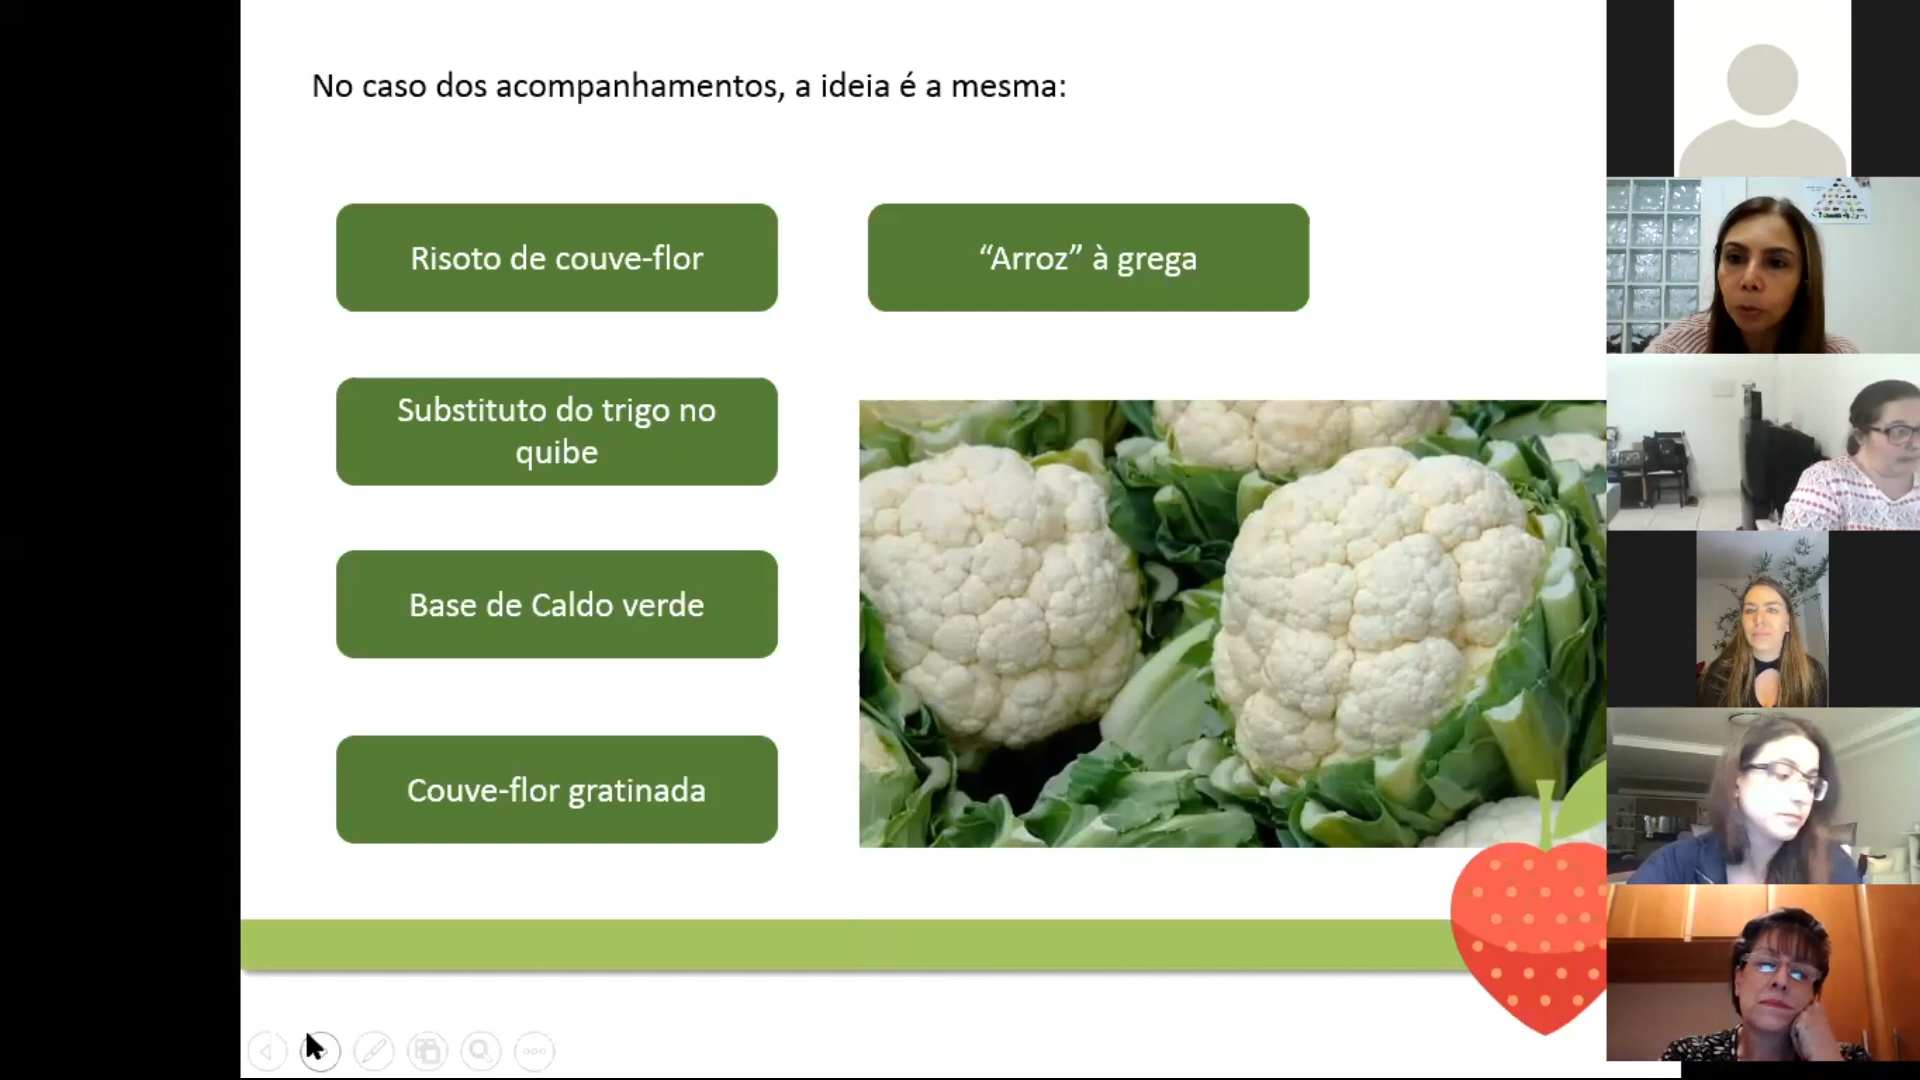 No caso dos acompanhamentos, a ideia é a mesma:
Risoto de couve-flor
“Arroz” à grega
Substituto do trigo no
quibe
Base de Caldo verde
Couve-flor gratinada